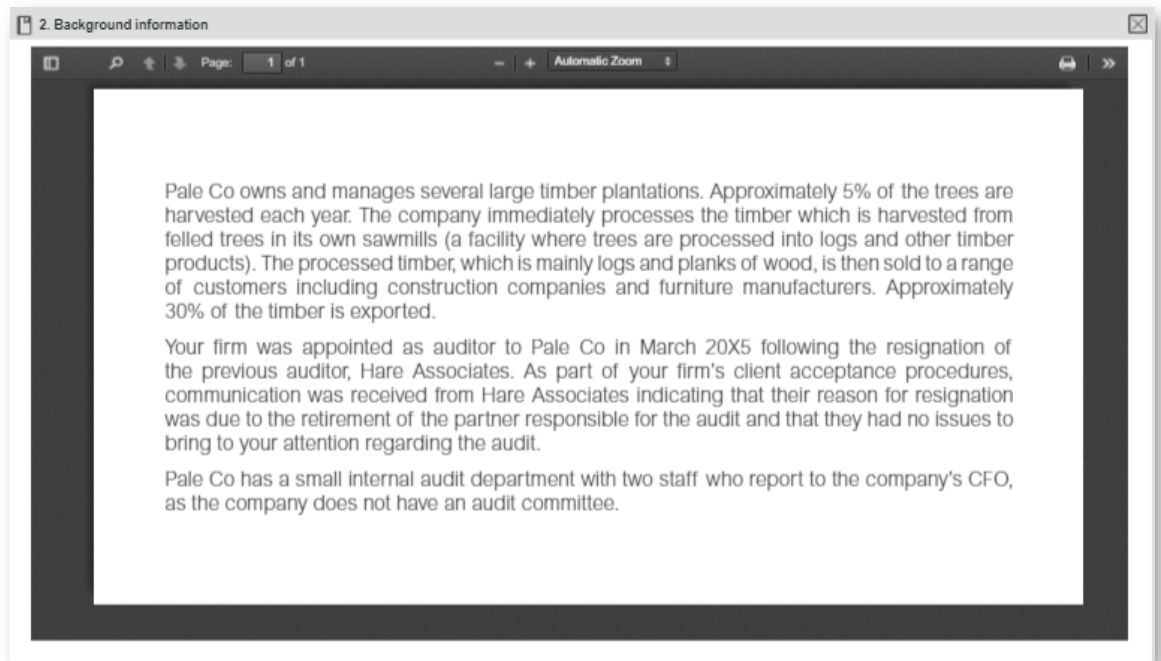 2. Background information
Page: 1 of 1
Automatic Zoom
Pale Co owns and manages several large timber plantations. Approximately 5% of the trees are
harvested each year. The company immediately processes the timber which is harvested from
felled trees in its own sawmills (a facility where trees are processed into logs and other timber
products). The processed timber, which is mainly logs and planks of wood, is then sold to a range
of customers including construction companies and furniture manufacturers. Approximately
30% of the timber is exported.
Your firm was appointed as auditor to Pale Co in March 20X5 following the resignation of
the previous auditor, Hare Associates. As part of your firm's client acceptance procedures,
communication was received from Hare Associates indicating that their reason for resignation
was due to the retirement of the partner responsible for the audit and that they had no issues to
bring to your attention regarding the audit.
Pale Co has a small internal audit department with two staff who report to the company's CFO,
as the company does not have an audit committee.